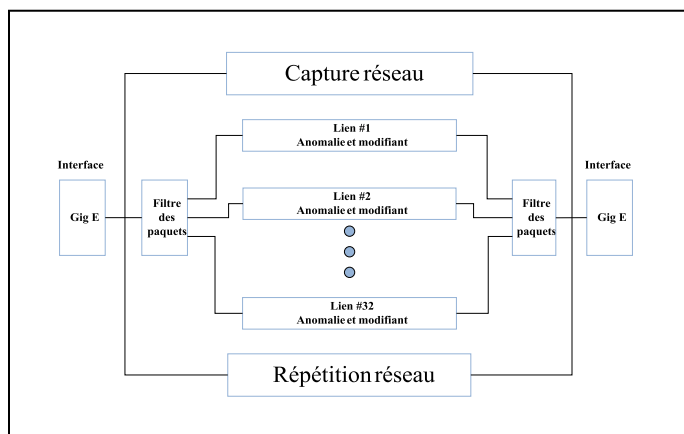 Capture réseau
Lien #1
Anomalie et modifiant
Interface
Interface
Gig E
Filtre
des
paquets
Lien #2
Anomalie et modifiant
Filtre
des
paquets
Gig E
Lien #32
Anomalie et modifiant
Répétition réseau